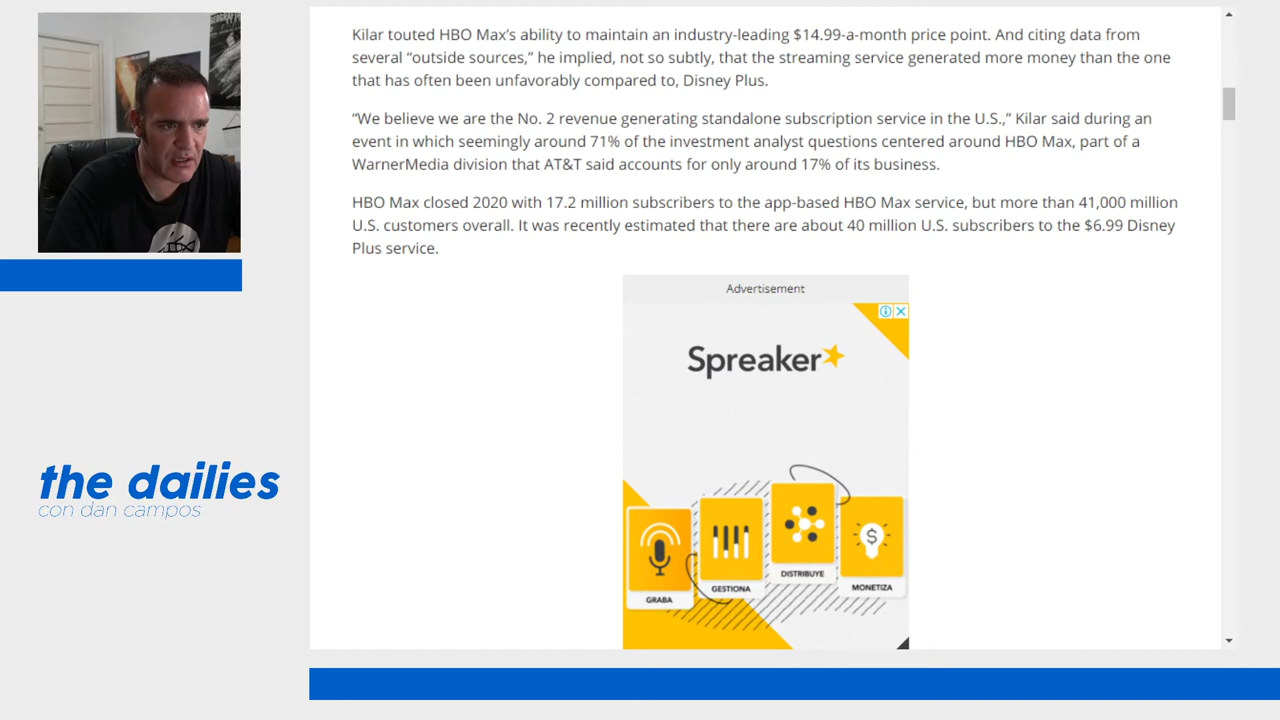 Kilar touted HBO Max’s ability to maintain an industry-leading $14.99-a-month price point. And citing data from
several “outside sources,” he implied, not so subtly, that the streaming service generated more money than the one
that has often been unfavorably compared to, Disney Plus.
“We believe we are the No. 2 revenue generating standalone subscription service in the U.S.,” Kilar said during an
event in which seemingly around 71% of the investment analyst questions centered around HBO Max, part of a
WarnerMedia division that AT&T said accounts for only around 17% of its business.
HBO Max closed 2020 with 17.2 million subscribers to the app-based HBO Max service, but more than 41,000 million
U.S. customers overall. It was recently estimated that there are about 40 million U.S. subscribers to the $6.99 Disney
Plus service.
Advertisement
Spreaker
GRABA
GESTIONA
DISTRIBUYE
$
MONETIZA
the dailies
con dan campos